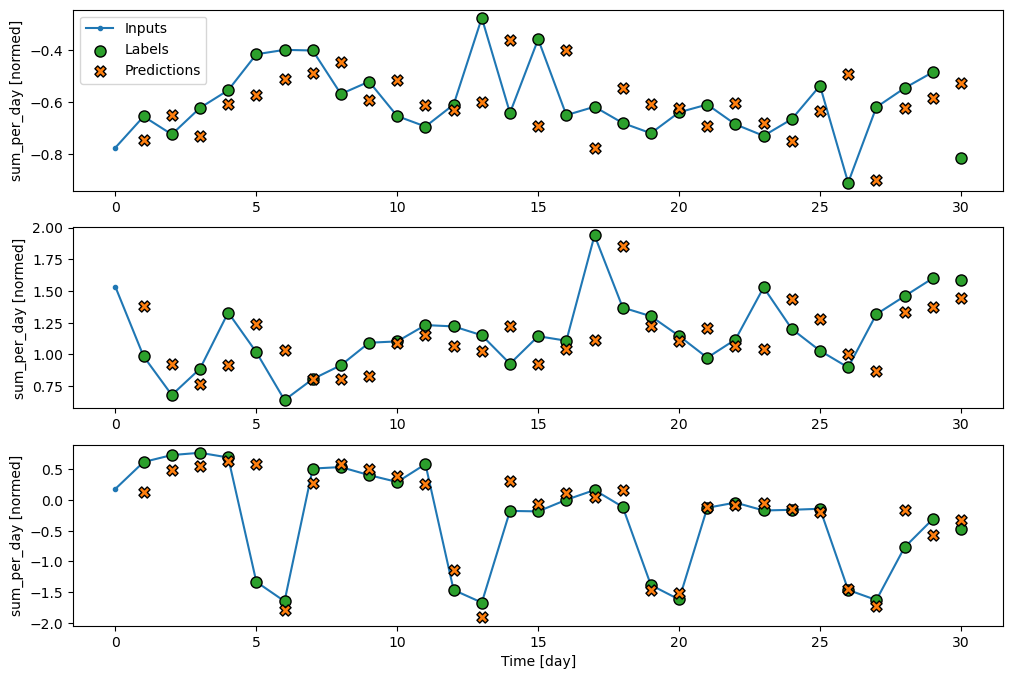 Inputs
Labels
Predictions
sum_per_day [normed]
−0.4
−0.6
−0.8
0 5 10 15 20 25 30
sum_per_day [normed]
2.00
1.75
1.50
1.25
1.00
0.75
0 5 10 15 20 25 30
sum_per_day [normed]
0.5
0.0
−0.5
−1.0
−1.5
−2.0
0 5 10 15 20 25 30
Time [day]